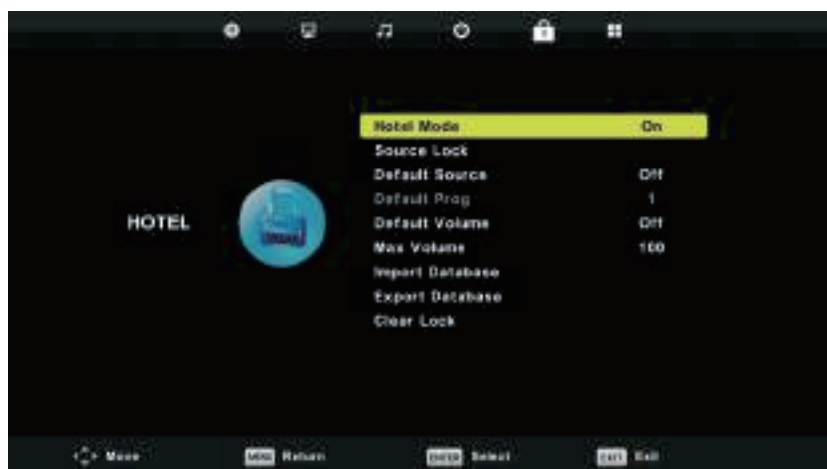 Hotel Mode On
Source Lock
Default Source Off
Default Prog 1
HOTEL
Default Volume Off
Max Volume 100
Import Database
Export Database
Clear Lock
Move MENU Return ENTER Select EXIT Exit